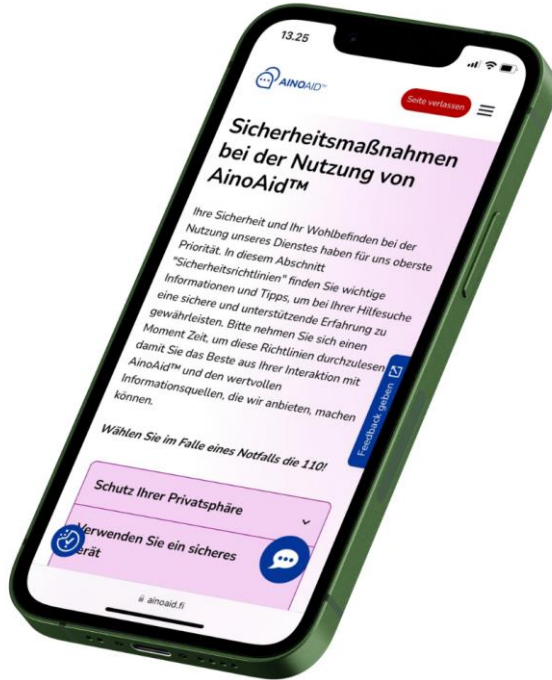 13.25
AINOAID™
Seite verlassen
Sicherheitsmaßnahmen
bei der Nutzung von
AinoAid™
Ihre Sicherheit und Ihr Wohlbefinden bei der
Nutzung unseres Dienstes haben für uns oberste
Priorität. In diesem Abschnitt
"Sicherheitsrichtlinien" finden Sie wichtige
Informationen und Tipps, um bei Ihrer Hilfesuche
eine sichere und unterstützende Erfahrung zu
gewährleisten. Bitte nehmen Sie sich einen
Moment Zeit, um diese Richtlinien durchzulesen
damit Sie das Beste aus Ihrer Interaktion mit
AinoAid™ und den wertvollen
Informationsquellen, die wir anbieten, machen
können.
Feedback geben
Wählen Sie im Falle eines Notfalls die 110!
Schutz Ihrer Privatsphäre
Verwenden Sie ein sicheres
erät
ainoaid.fi